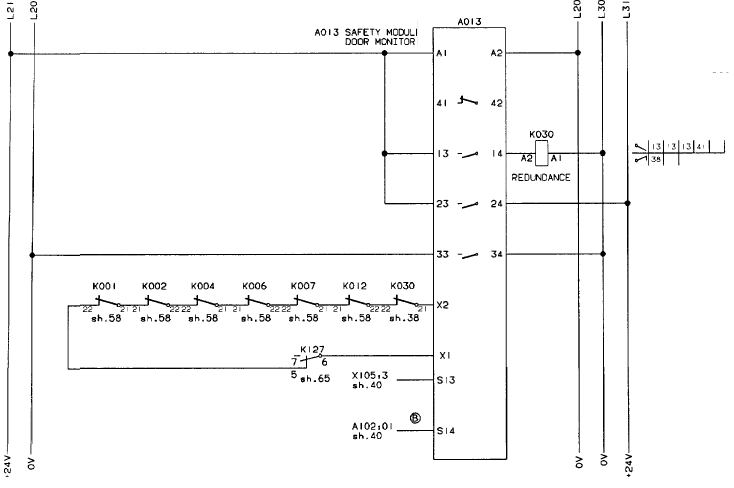 L21
L20
A013
L20
L30
L31
A013 SAFETY MODULI
DOOR MONITOR
A1
A2
41
42
K030
13
14
A2
A1
REDUNDANCE
13
13
13
41
38
23
24
33
34
K001
K002
K004
K006
K007
K012
K030
22
21
21
22
22
21
21
22
22
21
21
22
22
21
X2
sh.58
sh.58
sh.58
sh.58
sh.58
sh.58
sh.38
K127
7
6
X1
5
sh.65
X105:3
sh.40
S13
B
A102:01
sh.40
S14
+24V
0V
0V
0V
+24V